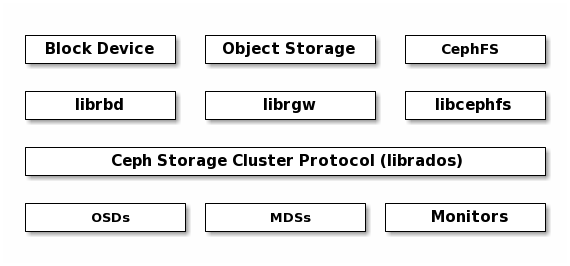 Block Device
Object Storage
CephFS
librbd
librgw
libcephfs
Ceph Storage Cluster Protocol (librados)
OSDs
MDSs
Monitors